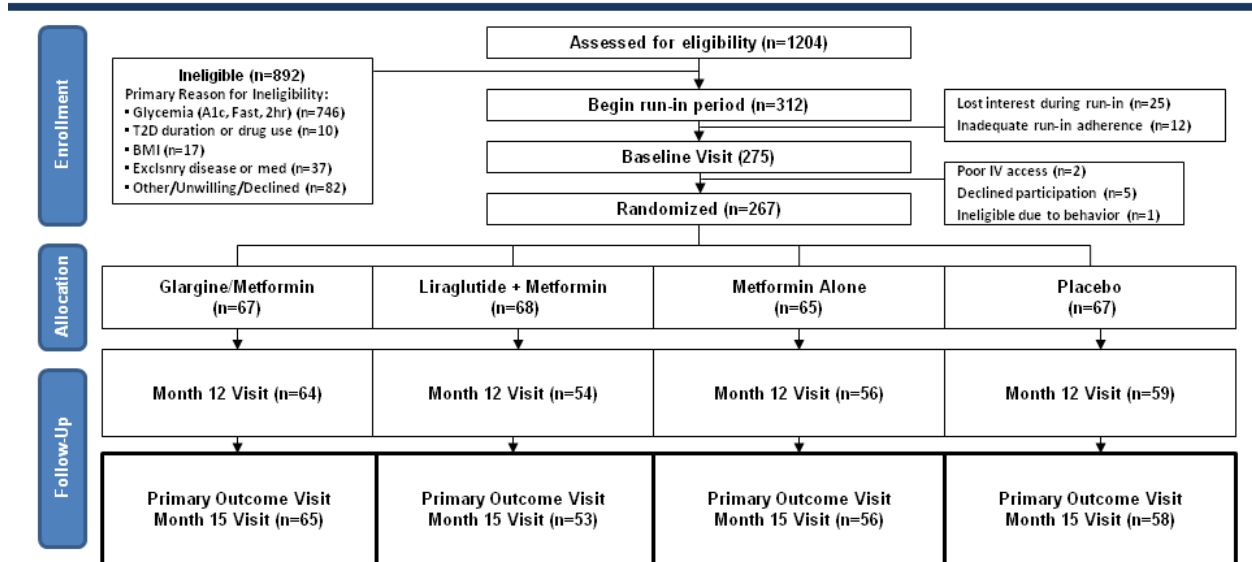 Enrollment
Assessed for eligibility (n=1204)
Ineligible (n=892)
Primary Reason for Ineligibility:
▪ Glycemia (A1c, Fast, 2hr) (n=746)
▪ T2D duration or drug use (n=10)
▪ BMI (n=17)
▪ Exclsnry disease or med (n=37)
▪ Other/Unwilling/Declined (n=82)
Begin run-in period (n=312)
Lost interest during run-in (n=25)
Inadequate run-in adherence (n=12)
Baseline Visit (275)
Poor IV access (n=2)
Declined participation (n=5)
Ineligible due to behavior (n=1)
Randomized (n=267)
Allocation
Glargine/Metformin
(n=67)
Liraglutide + Metformin
(n=68)
Metformin Alone
(n=65)
Placebo
(n=67)
Follow-Up
Month 12 Visit (n=64)
Month 12 Visit (n=54)
Month 12 Visit (n=56)
Month 12 Visit (n=59)
Primary Outcome Visit
Month 15 Visit (n=65)
Primary Outcome Visit
Month 15 Visit (n=53)
Primary Outcome Visit
Month 15 Visit (n=56)
Primary Outcome Visit
Month 15 Visit (n=58)